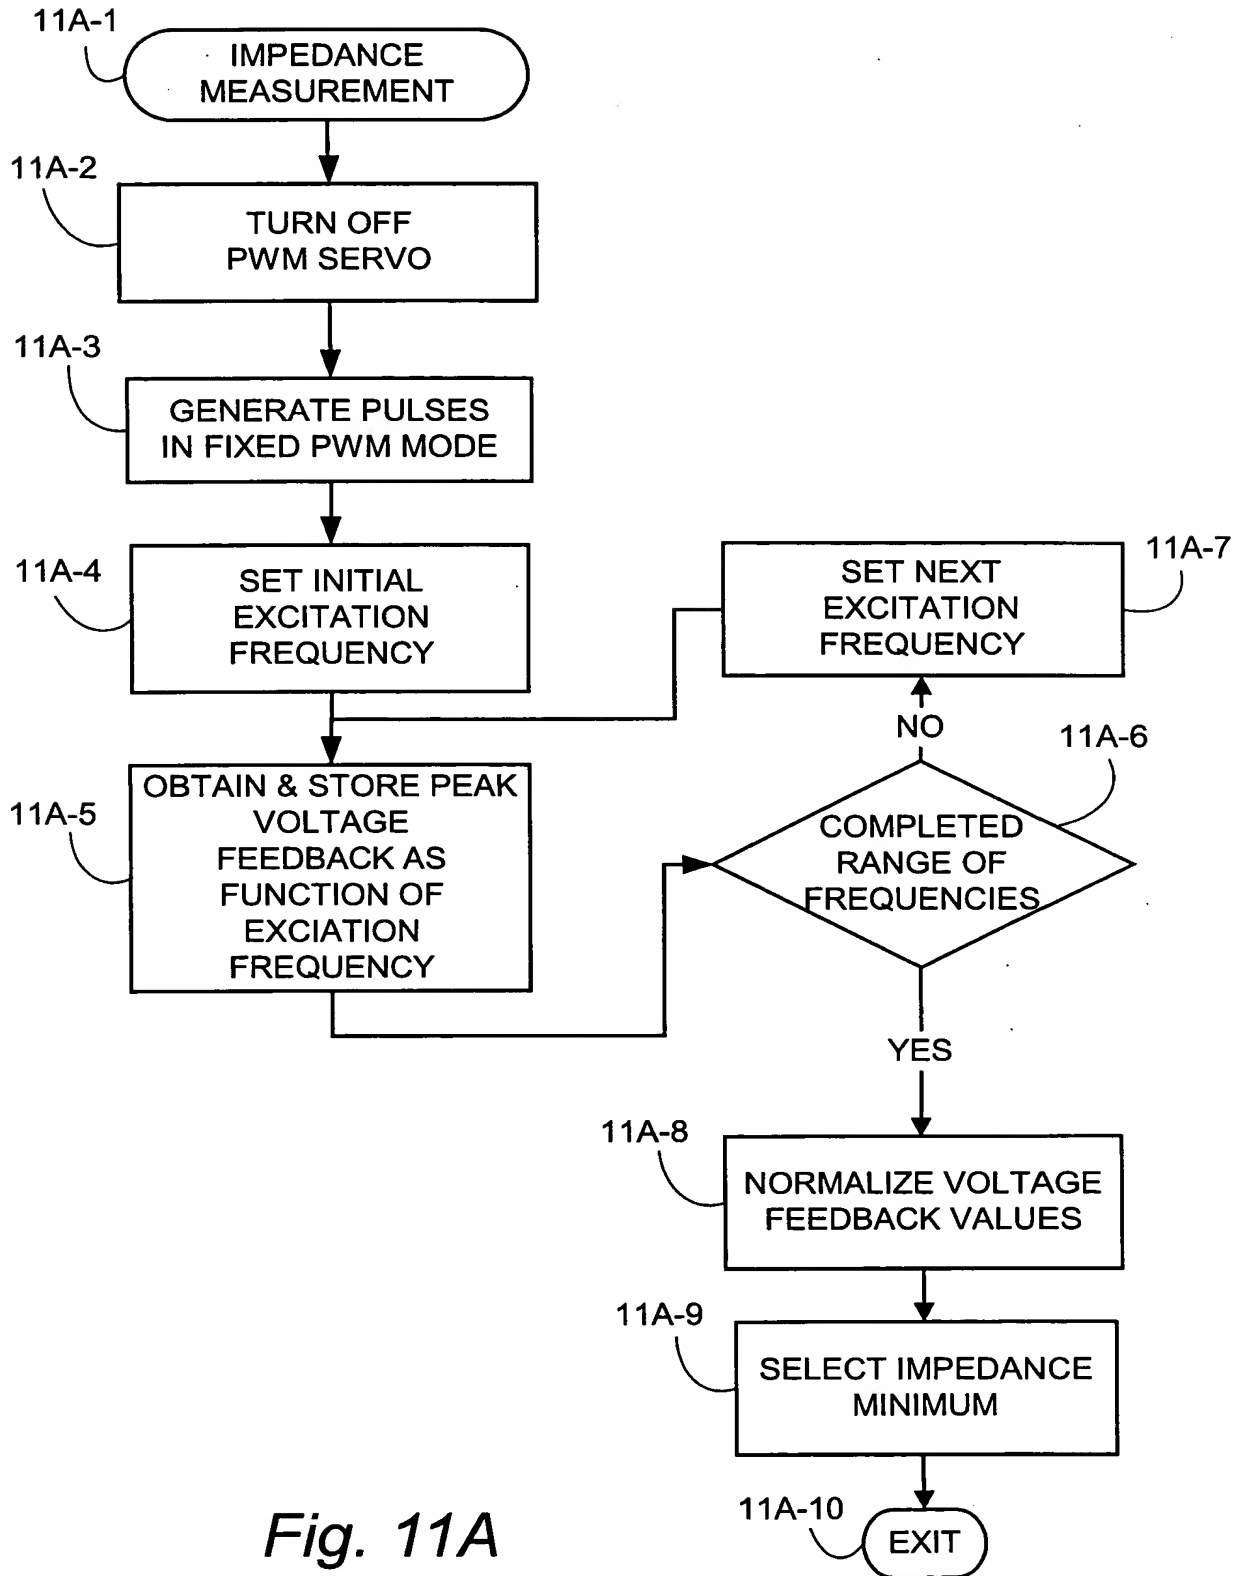 11A-1
IMPEDANCE
MEASUREMENT
11A-2
TURN OFF
PWM SERVO
11A-3
GENERATE PULSES
IN FIXED PWM MODE
11A-4
SET INITIAL
EXCITATION
FREQUENCY
11A-5
OBTAIN & STORE PEAK
VOLTAGE
FEEDBACK AS
FUNCTION OF
EXCIATION
FREQUENCY
11A-7
SET NEXT
EXCITATION
FREQUENCY
NO
11A-6
COMPLETED
RANGE OF
FREQUENCIES
YES
11A-8
NORMALIZE VOLTAGE
FEEDBACK VALUES
11A-9
SELECT IMPEDANCE
MINIMUM
11A-10
EXIT
Fig. 11A